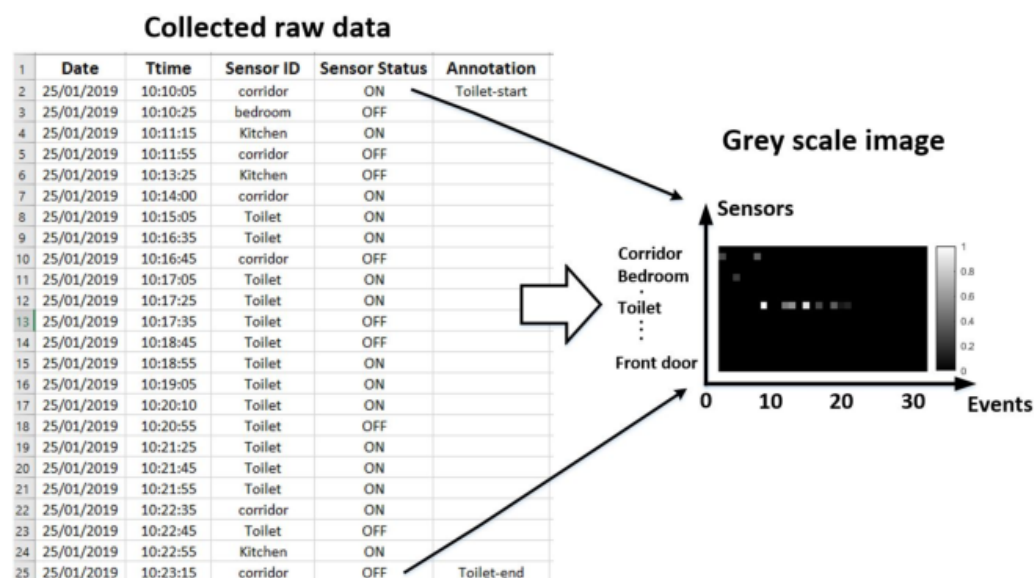 Collected raw data
1 Date Ttime Sensor ID Sensor Status Annotation
2 25/01/2019 10:10:05 corridor ON Toilet-start
3 25/01/2019 10:10:25 bedroom OFF
4 25/01/2019 10:11:15 Kitchen ON
5 25/01/2019 10:11:55 corridor OFF
6 25/01/2019 10:13:25 Kitchen OFF
7 25/01/2019 10:14:00 corridor ON
8 25/01/2019 10:15:05 Toilet ON
9 25/01/2019 10:16:35 Toilet ON
10 25/01/2019 10:16:45 corridor OFF
11 25/01/2019 10:17:05 Toilet ON
12 25/01/2019 10:17:25 Toilet ON
13 25/01/2019 10:17:35 Toilet OFF
14 25/01/2019 10:18:45 Toilet OFF
15 25/01/2019 10:18:55 Toilet ON
16 25/01/2019 10:19:05 Toilet ON
17 25/01/2019 10:20:10 Toilet ON
18 25/01/2019 10:20:55 Toilet OFF
19 25/01/2019 10:21:25 Toilet ON
20 25/01/2019 10:21:45 Toilet ON
21 25/01/2019 10:21:55 Toilet ON
22 25/01/2019 10:22:35 corridor ON
23 25/01/2019 10:22:45 Toilet OFF
24 25/01/2019 10:22:55 Kitchen ON
25 25/01/2019 10:23:15 corridor OFF Toilet-end
Grey scale image
Sensors
Corridor
Bedroom
Toilet
Front door
1
0.8
0.6
0.4
0.2
0
0 10 20 30 Events